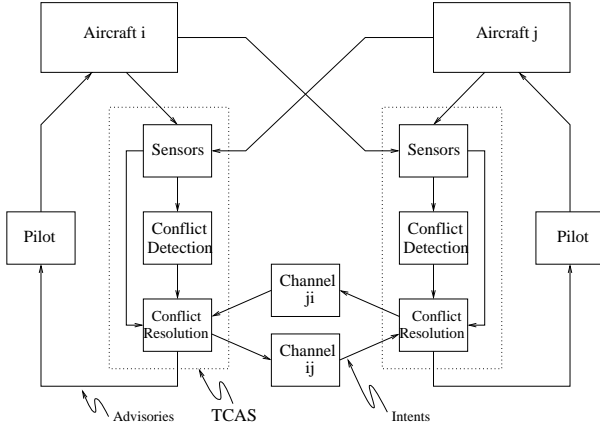 Aircraft i
Aircraft j
Sensors
Sensors
Pilot
Conflict
Detection
Conflict
Detection
Pilot
Channel
ji
Conflict
Resolution
Conflict
Resolution
Channel
ij
Advisories
TCAS
Intents